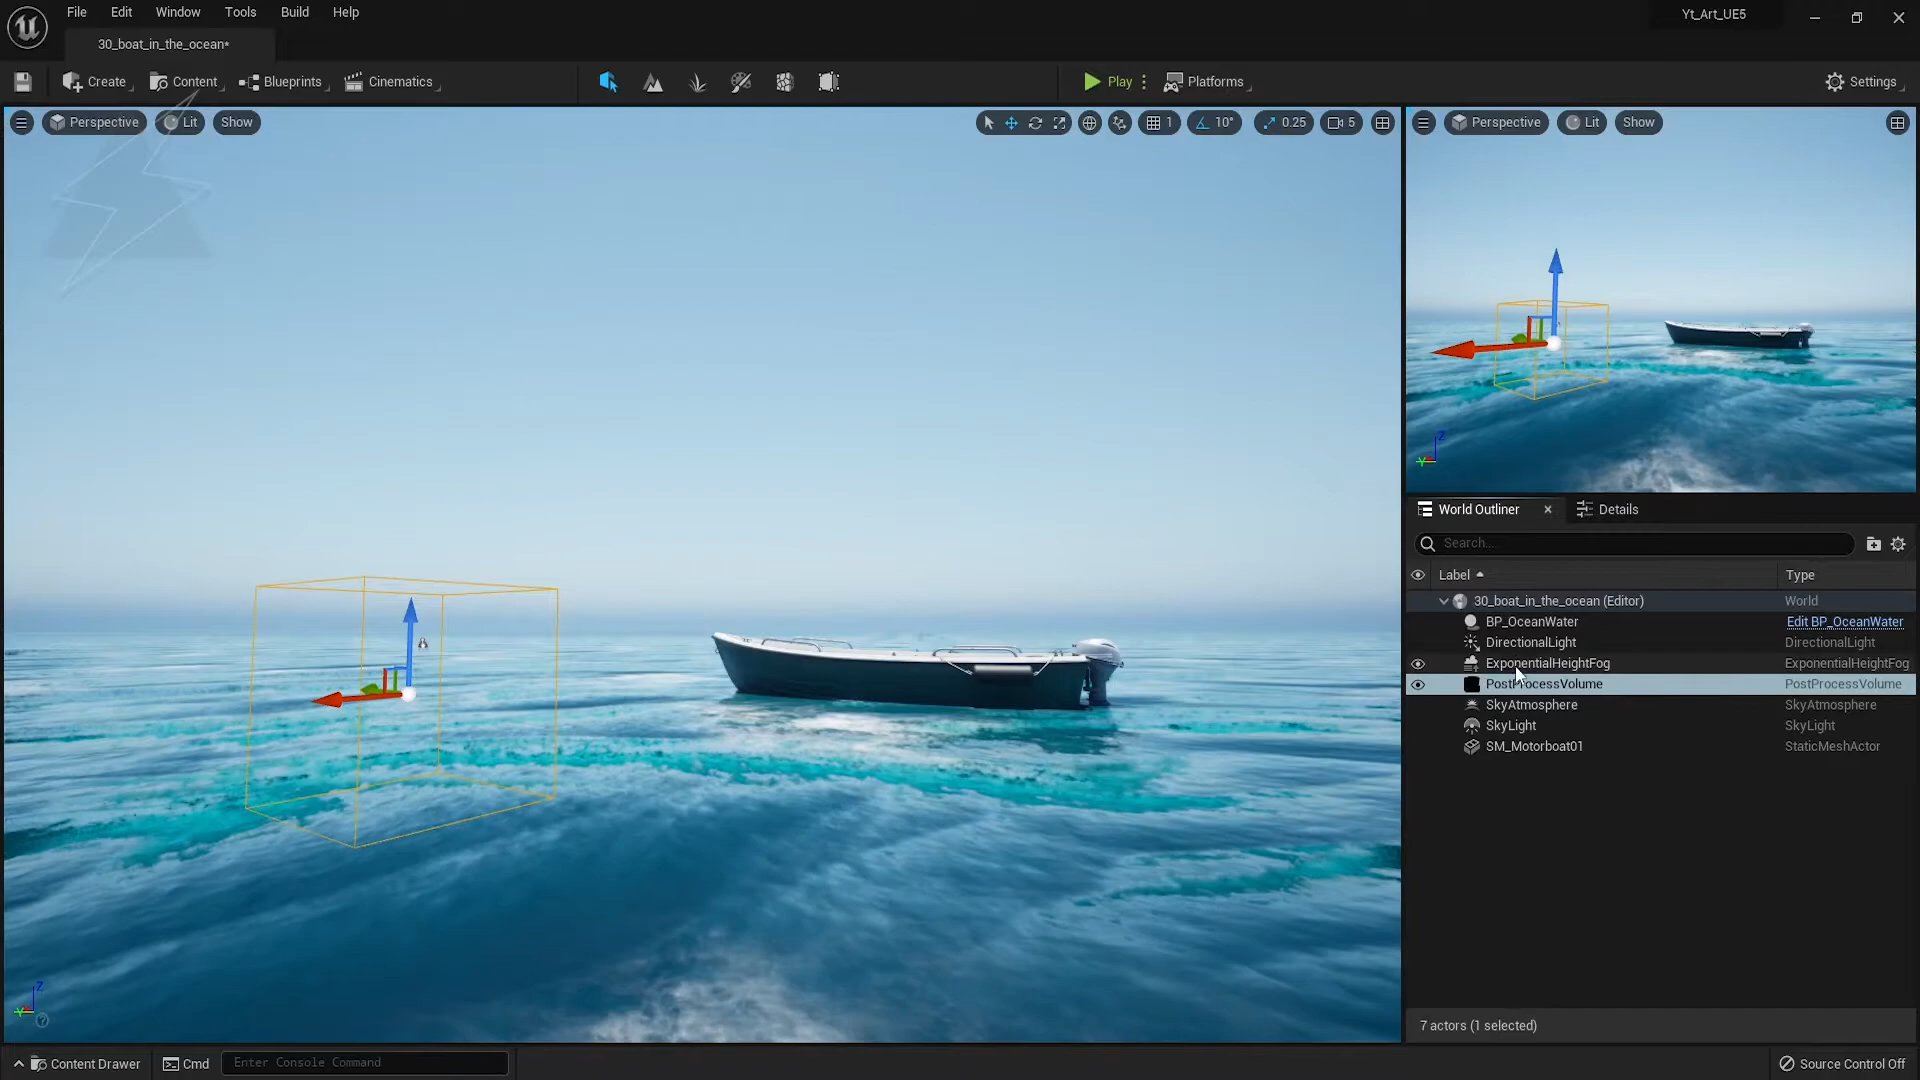 File Edit Window Tools Build Help
Yt_Art_UE5
30_boat_in_the_ocean*
Create Content Blueprints Cinematics Play Platforms Settings
Perspective Lit Show 1 10° 0.25 5
Perspective Lit Show
Z
Y
World Outliner Details
Search...
Label Type
30_boat_in_the_ocean (Editor) World
BP_OceanWater Edit BP_OceanWater
DirectionalLight DirectionalLight
ExponentialHeightFog ExponentialHeightFog
PostProcessVolume PostProcessVolume
SkyAtmosphere SkyAtmosphere
SkyLight SkyLight
SM_Motorboat01 StaticMeshActor
Z
Y
7 actors (1 selected)
Content Drawer Cmd Enter Console Command Source Control Off